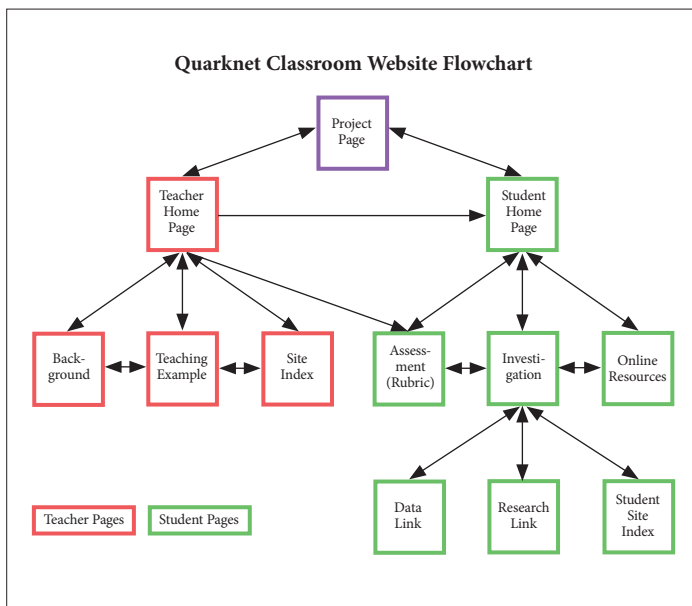 Quarknet Classroom Website Flowchart
Project
Page
Teacher
Home
Page
Student
Home
Page
Back-
ground
Teaching
Example
Site
Index
Assess-
ment
(Rubric)
Investi-
gation
Online
Resources
Data
Link
Research
Link
Student
Site
Index
Teacher Pages
Student Pages